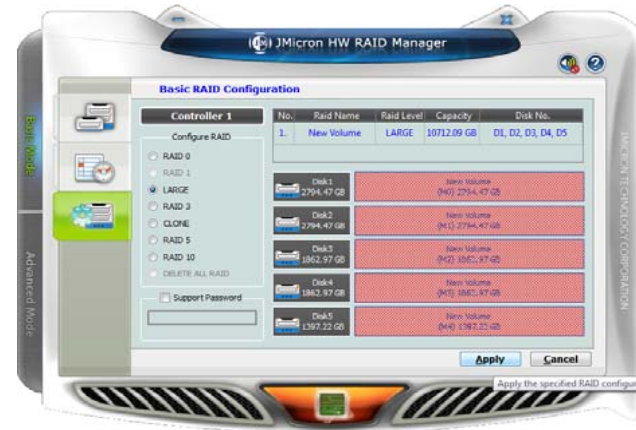 JMicron HW RAID Manager
Basic RAID Configuration
Basic Mode
Advanced Mode
Controller 1
Configure RAID
RAID 0
RAID 1
LARGE
RAID 3
CLONE
RAID 5
RAID 10
DELETE ALL RAID
Support Password
No. Raid Name Raid Level Capacity Disk No.
1. New Volume LARGE 10712.09 GB D1, D2, D3, D4, D5
Disk1
2794.47 GB
New Volume
(M0) 2794.47 GB
Disk2
2794.47 GB
New Volume
(M1) 2794.47 GB
Disk3
1862.97 GB
New Volume
(M2) 1862.97 GB
Disk4
1862.97 GB
New Volume
(M3) 1862.97 GB
Disk5
1397.22 GB
New Volume
(M4) 1397.22 GB
Apply Cancel
Apply the specified RAID configur
JMICRON TECHNOLOGY CORPORATION